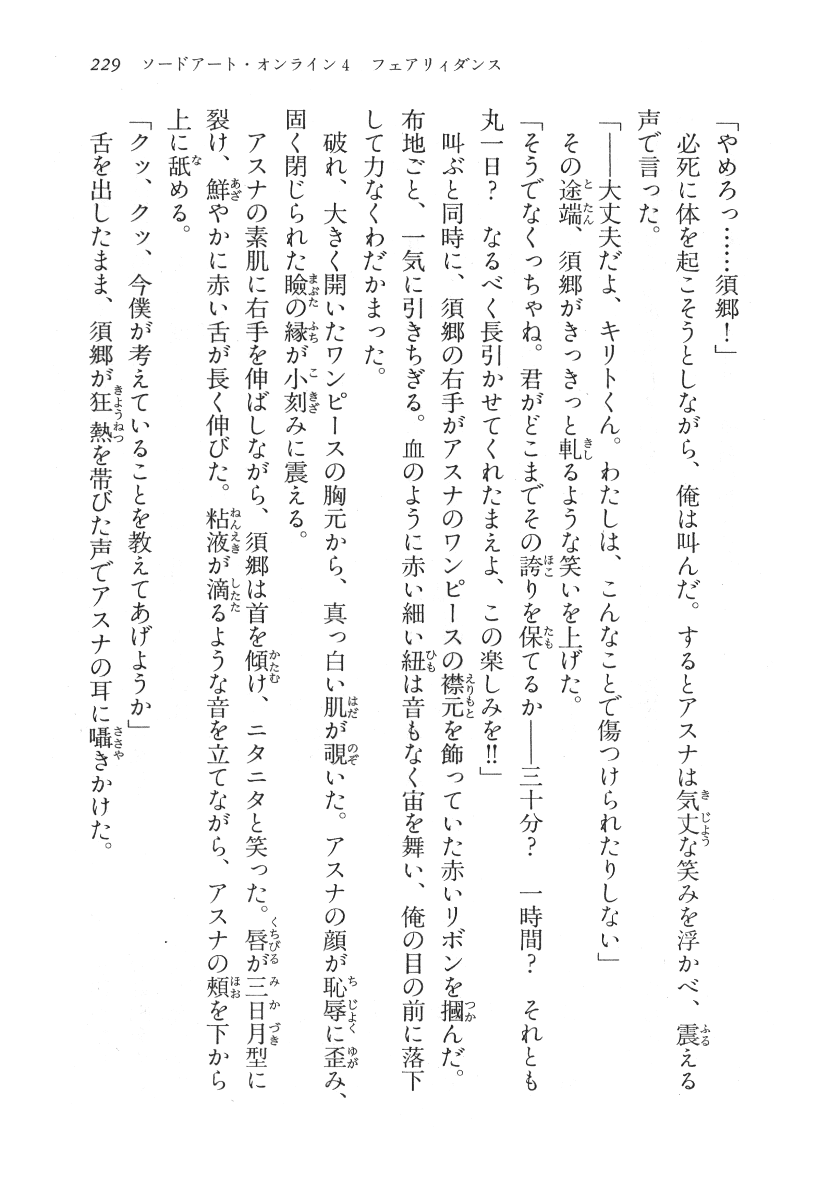 229　ソードアート・オンライン4　フェアリィダンス
「やめろっ……須郷！」
　必死に体を起こそうとしながら、俺は叫んだ。するとアスナは気丈な笑みを浮かべ、震える
声で言った。
「──大丈夫だよ、キリトくん。わたしは、こんなことで傷つけられたりしない」
　その途端、須郷がきっきっと軋るような笑いを上げた。
「そうでなくっちゃね。君がどこまでその誇りを保てるか──三十分？　一時間？　それとも
丸一日？　なるべく長引かせてくれたまえよ、この楽しみを!!」
　叫ぶと同時に、須郷の右手がアスナのワンピースの襟元を飾っていた赤いリボンを摑んだ。
布地ごと、一気に引きちぎる。血のように赤い細い紐は音もなく宙を舞い、俺の目の前に落下
して力なくわだかまった。
　破れ、大きく開いたワンピースの胸元から、真っ白い肌が覗いた。アスナの顔が恥辱に歪み、
固く閉じられた瞼の縁が小刻みに震える。
　アスナの素肌に右手を伸ばしながら、須郷は首を傾け、ニタニタと笑った。唇が三日月型に
裂け、鮮やかに赤い舌が長く伸びた。粘液が滴るような音を立てながら、アスナの頰を下から
上に舐める。
「クッ、クッ、今僕が考えていることを教えてあげようか」
　舌を出したまま、須郷が狂熱を帯びた声でアスナの耳に囁きかけた。